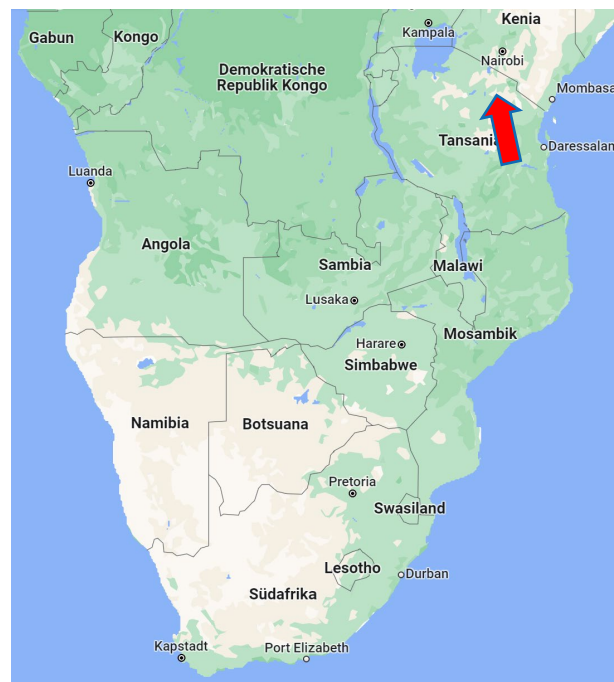 Kenia
Kampala
Gabun
Kongo
Nairobi
Demokratische
Republik Kongo
Mombasa
Tansania
Daressalam
Luanda
Angola
Sambia
Malawi
Lusaka
Mosambik
Harare
Simbabwe
Namibia
Botsuana
Pretoria
Swasiland
Lesotho
Durban
Südafrika
Kapstadt
Port Elizabeth